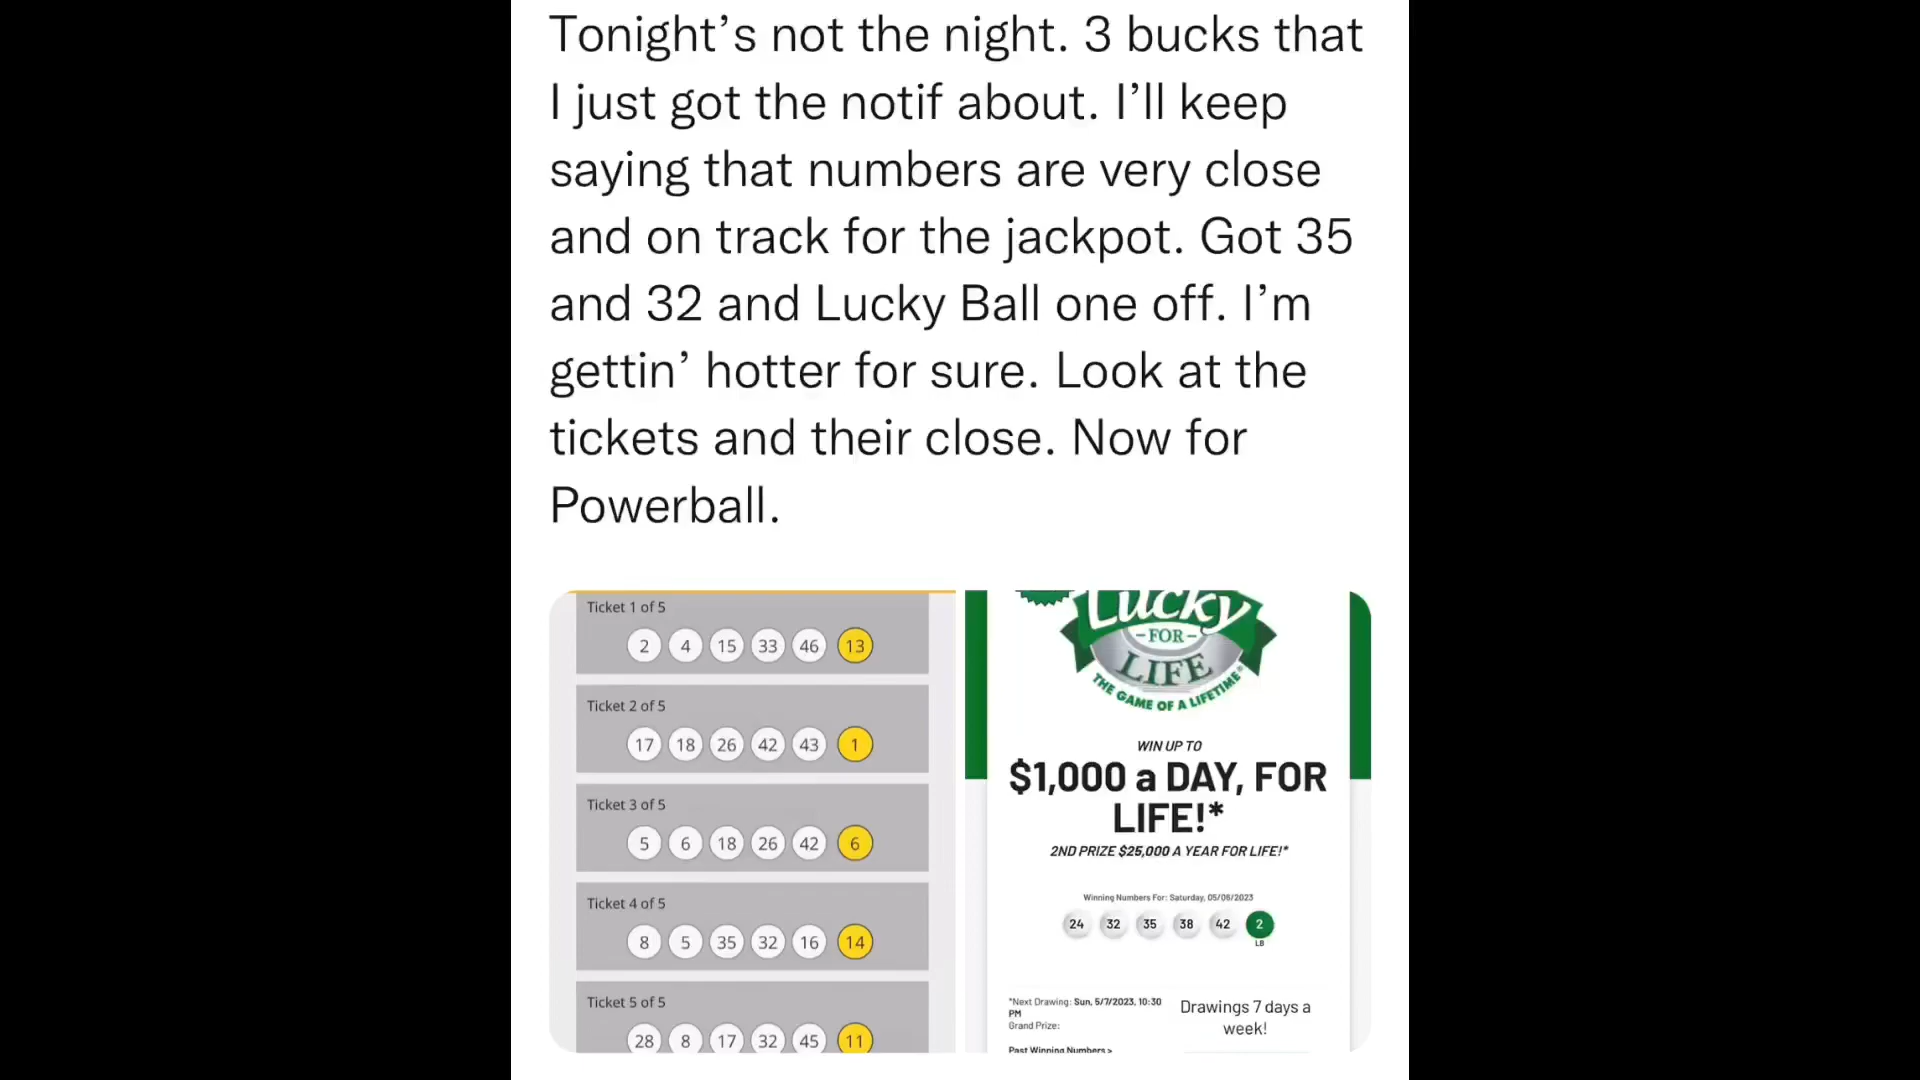 Tonight’s not the night. 3 bucks that
I just got the notif about. I’ll keep
saying that numbers are very close
and on track for the jackpot. Got 35
and 32 and Lucky Ball one off. I’m
gettin’ hotter for sure. Look at the
tickets and their close. Now for
Powerball.
Ticket 1 of 5
2 4 15 33 46 13
Ticket 2 of 5
17 18 26 42 43 1
Ticket 3 of 5
5 6 18 26 42 6
Ticket 4 of 5
8 5 35 32 16 14
Ticket 5 of 5
28 8 17 32 45 11
Lucky
FOR
LIFE
THE GAME OF A LIFETIME®
WIN UP TO
$1,000 a DAY, FOR
LIFE!*
2ND PRIZE $25,000 A YEAR FOR LIFE!*
Winning Numbers For: Saturday, 05/06/2023
24 32 35 38 42 2
LB
*Next Drawing: Sun, 5/7/2023, 10:30
PM
Grand Prize:
Past Winning Numbers >
Drawings 7 days a
week!